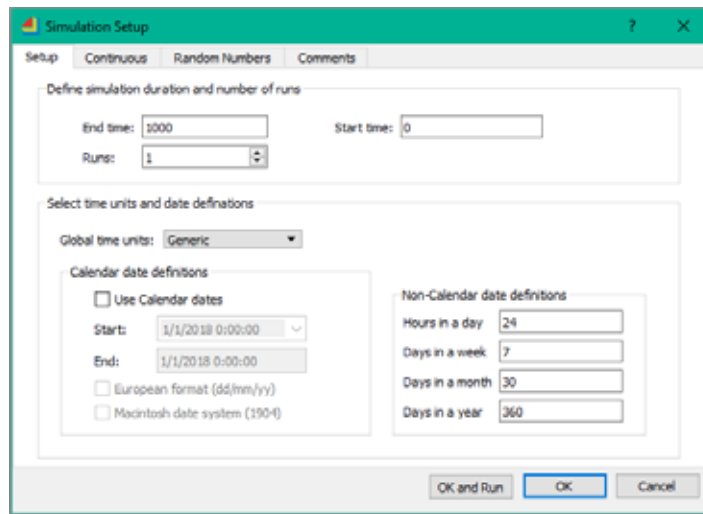 Simulation Setup ?
Setup Continuous Random Numbers Comments
Define simulation duration and number of runs
End time: 1000 Start time: 0
Runs: 1
Select time units and date definations
Global time units: Generic
Calendar date definitions
Use Calendar dates
Start: 1/1/2018 0:00:00
End: 1/1/2018 0:00:00
European format (dd/mm/yy)
Macintosh date system (1904)
Non-Calendar date definitions
Hours in a day 24
Days in a week 7
Days in a month 30
Days in a year 360
OK and Run OK Cancel